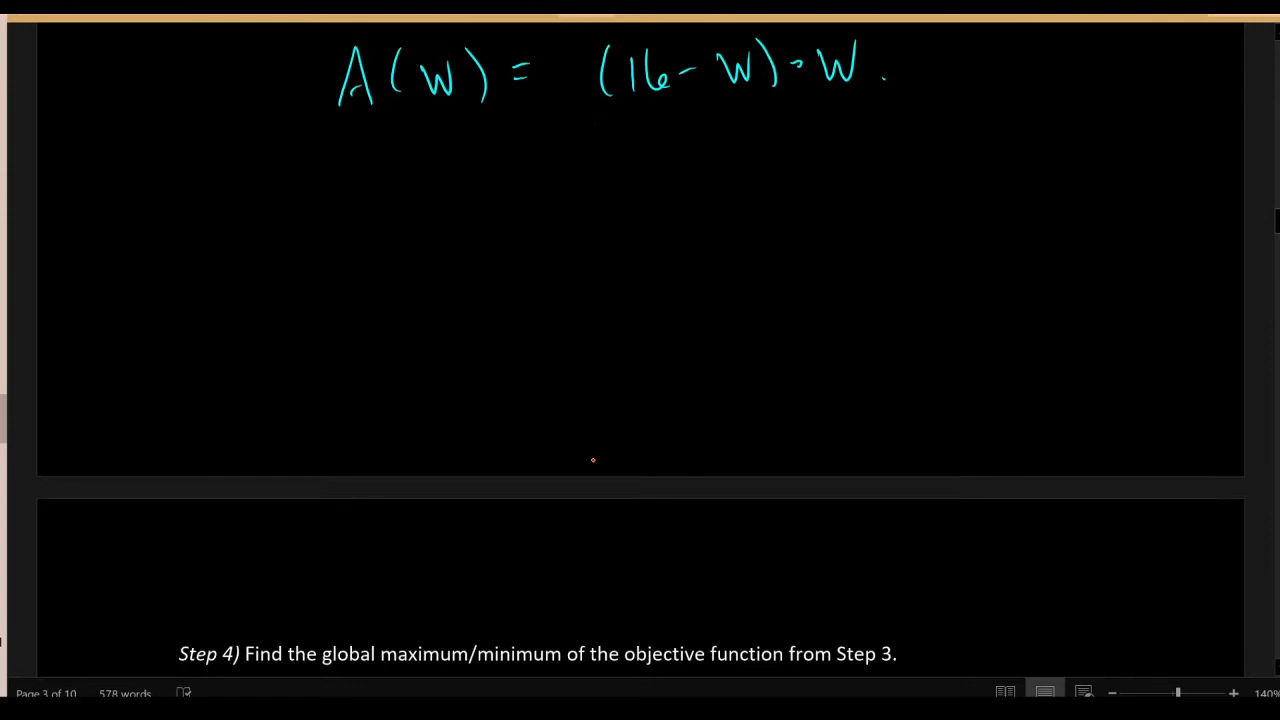 A(W) = (16 - W) · W.
Step 4) Find the global maximum/minimum of the objective function from Step 3.
Page 3 of 10 578 words 140%